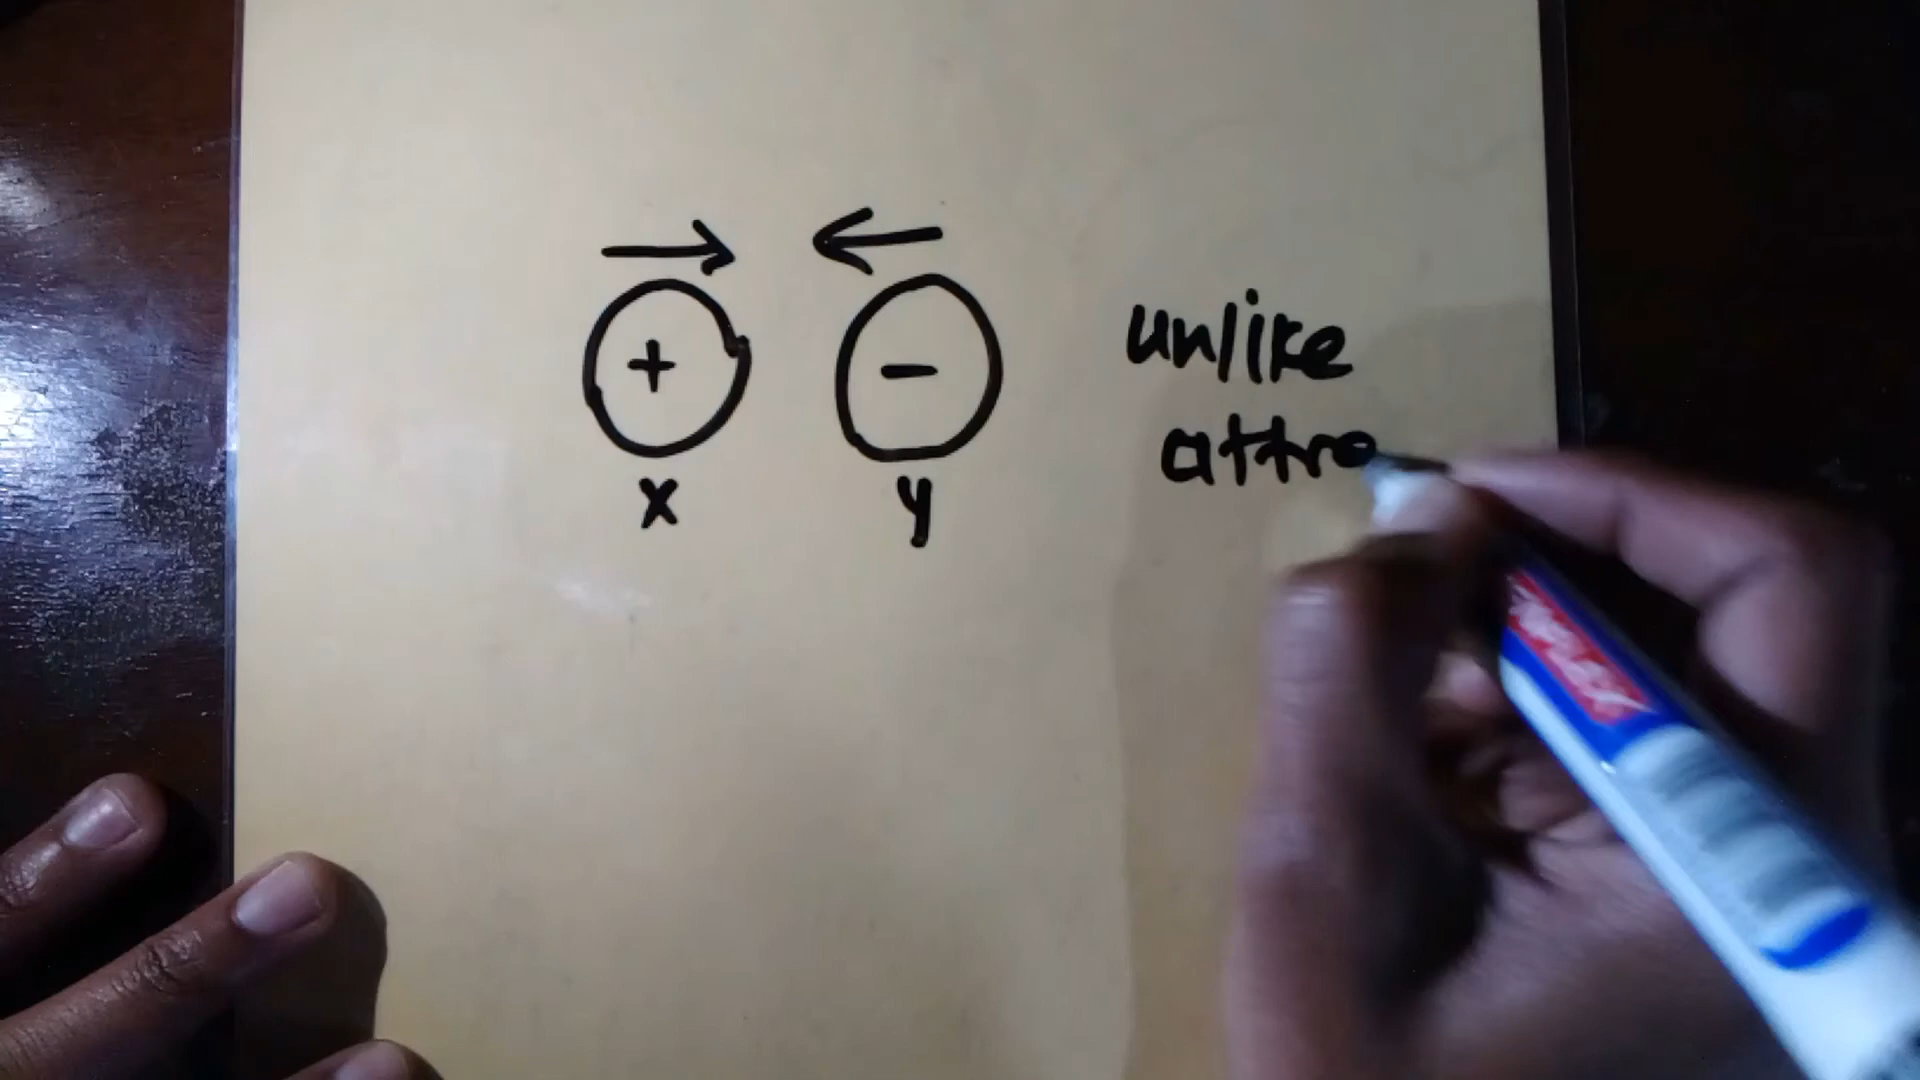 + -
x y
unlike
attra